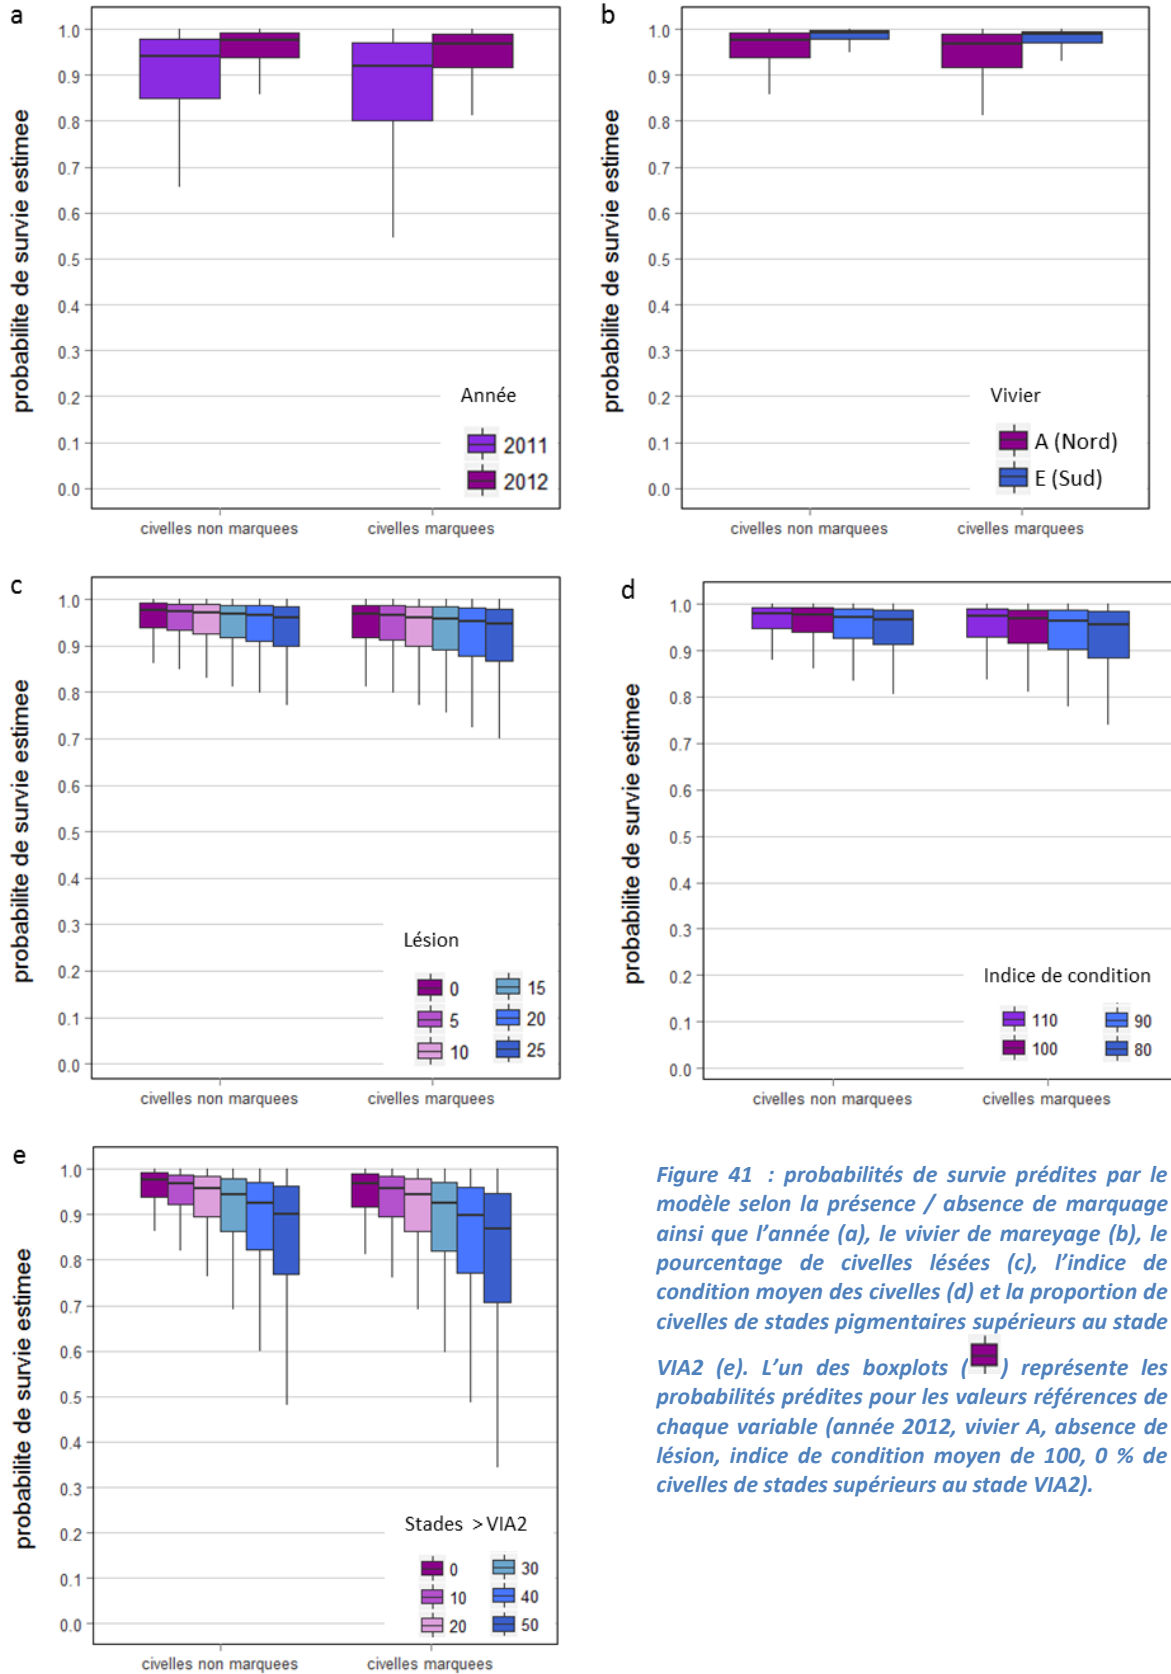 a
probabilite de survie estimee
1.0
0.9
0.8
0.7
0.6
0.5
0.4
0.3
0.2
0.1
0.0
Année
2011
2012
civelles non marquees
civelles marquees
b
probabilite de survie estimee
1.0
0.9
0.8
0.7
0.6
0.5
0.4
0.3
0.2
0.1
0.0
Vivier
A (Nord)
E (Sud)
civelles non marquees
civelles marquees
c
probabilite de survie estimee
1.0
0.9
0.8
0.7
0.6
0.5
0.4
0.3
0.2
0.1
0.0
Lésion
0
5
10
15
20
25
civelles non marquees
civelles marquees
d
probabilite de survie estimee
1.0
0.9
0.8
0.7
0.6
0.5
0.4
0.3
0.2
0.1
0.0
Indice de condition
110
100
90
80
civelles non marquees
civelles marquees
e
probabilite de survie estimee
1.0
0.9
0.8
0.7
0.6
0.5
0.4
0.3
0.2
0.1
0.0
Stades >VIA2
0
10
20
30
40
50
civelles non marquees
civelles marquees
Figure 41 : probabilités de survie prédites par le
modèle selon la présence / absence de marquage
ainsi que l’année (a), le vivier de mareyage (b), le
pourcentage de civelles lésées (c), l’indice de
condition moyen des civelles (d) et la proportion de
civelles de stades pigmentaires supérieurs au stade
VIA2 (e). L’un des boxplots ( ) représente les
probabilités prédites pour les valeurs références de
chaque variable (année 2012, vivier A, absence de
lésion, indice de condition moyen de 100, 0 % de
civelles de stades supérieurs au stade VIA2).